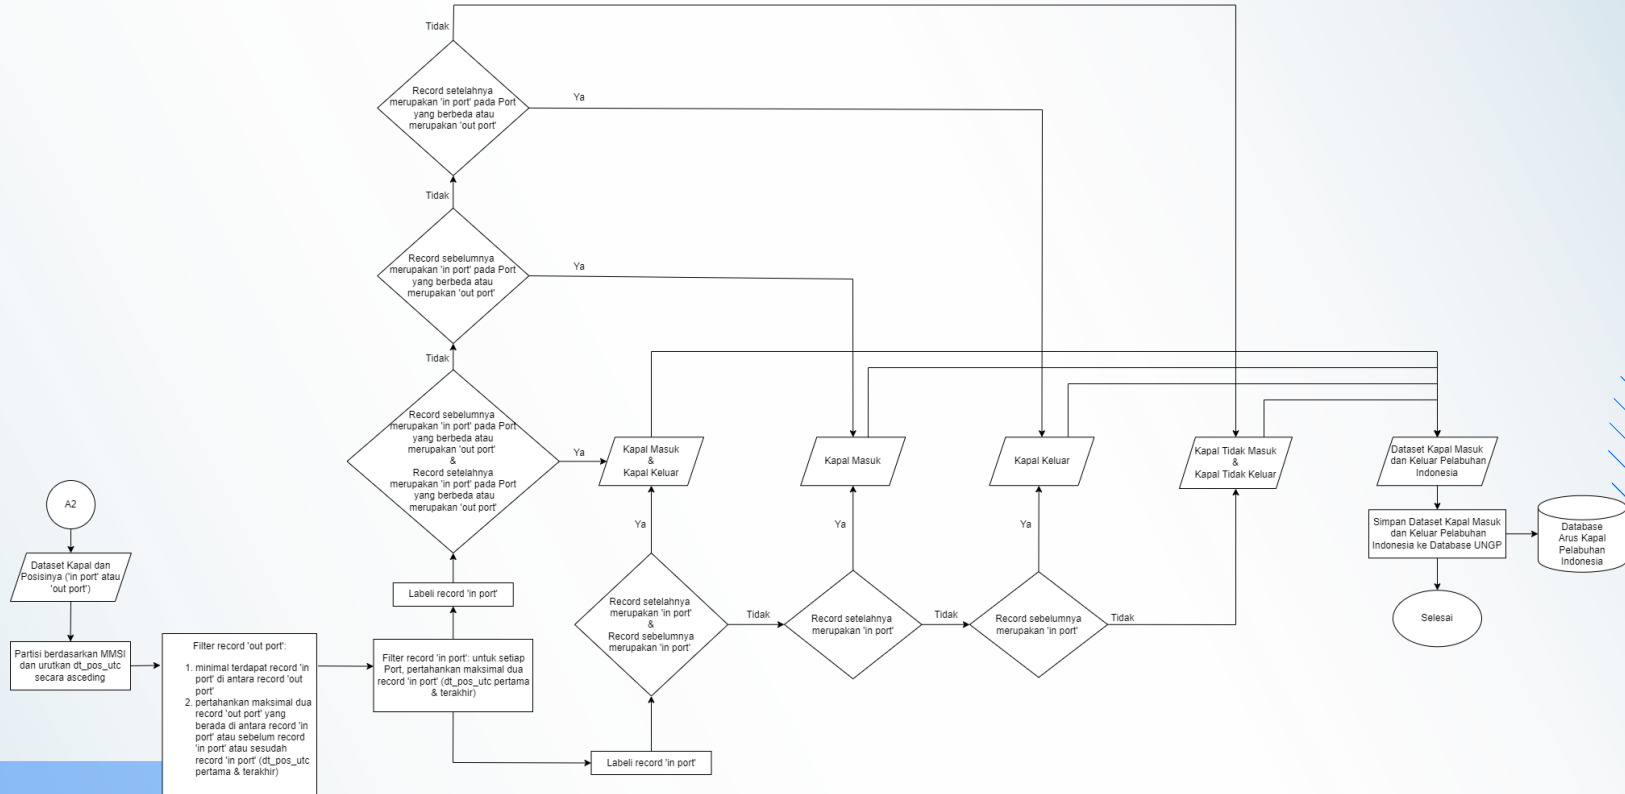 Tidak
Record setelahnya
merupakan 'in port' pada Port
yang berbeda atau
merupakan 'out port'
Ya
Tidak
Record sebelumnya
merupakan 'in port' pada Port
yang berbeda atau
merupakan 'out port'
Ya
Tidak
Record sebelumnya
merupakan 'in port' pada Port
yang berbeda atau
merupakan 'out port'
&
Record setelahnya
merupakan 'in port' pada Port
yang berbeda atau
merupakan 'out port'
Ya
Kapal Masuk
&
Kapal Keluar
Kapal Masuk
Kapal Keluar
Kapal Tidak Masuk
&
Kapal Tidak Keluar
Dataset Kapal Masuk
dan Keluar Pelabuhan
Indonesia
A2
Dataset Kapal dan
Posisinya ('in port' atau
'out port')
Partisi berdasarkan MMSI
dan urutkan dt_pos_utc
secara asceding
Filter record 'out port':
1. minimal terdapat record 'in
port' di antara record 'out
port'
2. pertahankan maksimal dua
record 'out port' yang
berada di antara record 'in
port' atau sebelum record
'in port' atau sesudah
record 'in port' (dt_pos_utc
pertama & terakhir)
Filter record 'in port': untuk setiap
Port, pertahankan maksimal dua
record 'in port' (dt_pos_utc pertama
& terakhir)
Labeli record 'in port'
Labeli record 'in port'
Ya
Record setelahnya
merupakan 'in port'
&
Record sebelumnya
merupakan 'in port'
Tidak
Ya
Record setelahnya
merupakan 'in port'
Tidak
Ya
Record sebelumnya
merupakan 'in port'
Tidak
Simpan Dataset Kapal Masuk
dan Keluar Pelabuhan
Indonesia ke Database UNGP
Database
Arus Kapal
Pelabuhan
Indonesia
Selesai